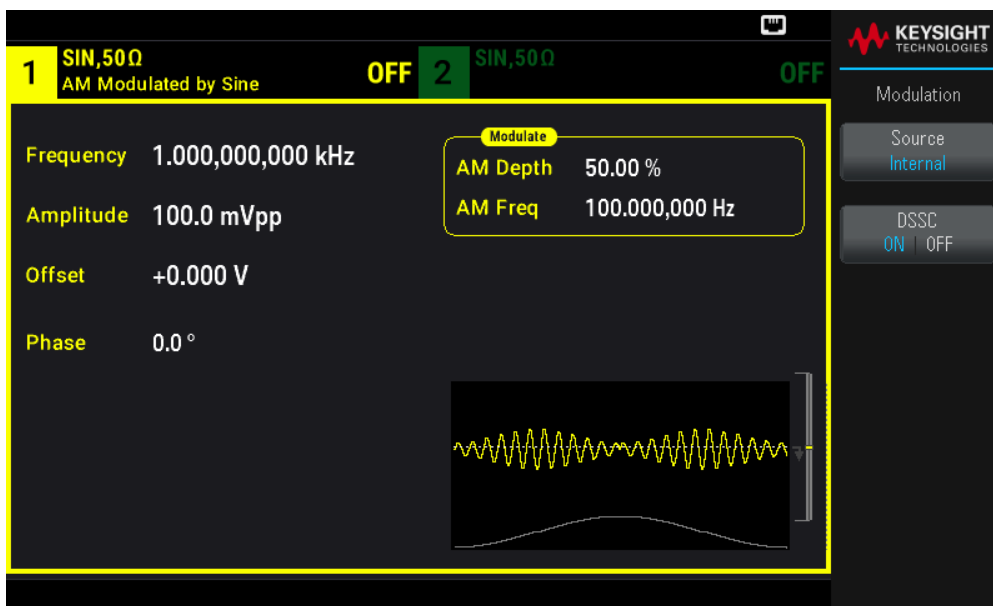 KEYSIGHT
TECHNOLOGIES
1
SIN,50Ω
AM Modulated by Sine
OFF
2
SIN,50Ω
OFF
Modulation
Frequency 1.000,000,000 kHz
Amplitude 100.0 mVpp
Offset +0.000 V
Phase 0.0 °
Modulate
AM Depth 50.00 %
AM Freq 100.000,000 Hz
Source
Internal
DSSC
ON | OFF